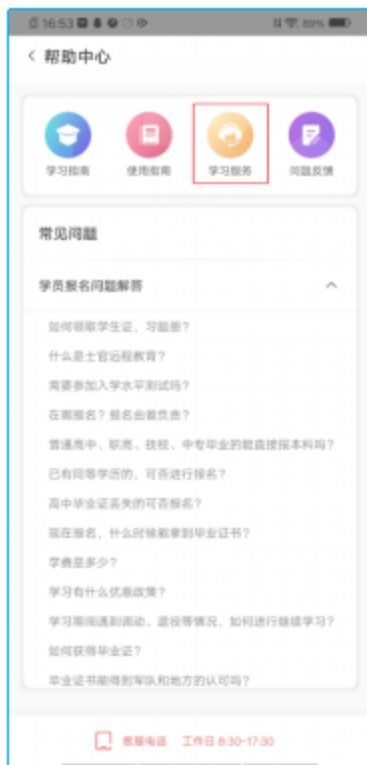 16:53
89%
帮助中心
学习指南
使用指南
学习服务
问题反馈
常见问题
学员报名问题解答
如何领取学生证，习题册？
什么是士官远程教育？
需要参加入学水平测试吗？
在哪报名？报名由谁负责？
普通高中、职高、技校、中专毕业的能直接报本科吗？
已有同等学历的，可否进行报名？
高中毕业证丢失的可否报名？
现在报名，什么时候能拿到毕业证书？
学费是多少？
学习有什么优惠政策？
学习期间遇到调动、退役等情况，如何进行继续学习？
如何获得毕业证？
毕业证书能得到军队和地方的认可吗？
客服电话 工作日 8:30-17:30